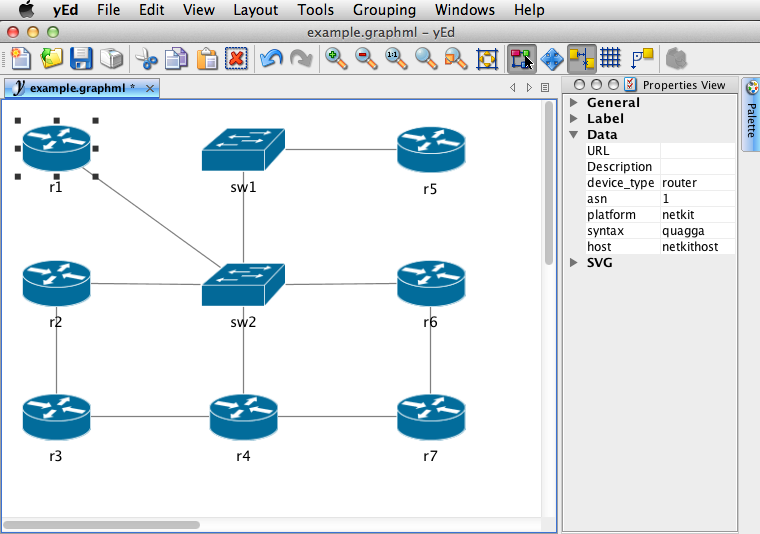 yEd File Edit View Layout Tools Grouping Windows Help
example.graphml – yEd
1:1
y example.graphml *
Properties View
Palette
General
Label
Data
URL
Description
device_type router
asn 1
platform netkit
syntax quagga
host netkithost
SVG
r1 sw1 r5
r2 sw2 r6
r3 r4 r7